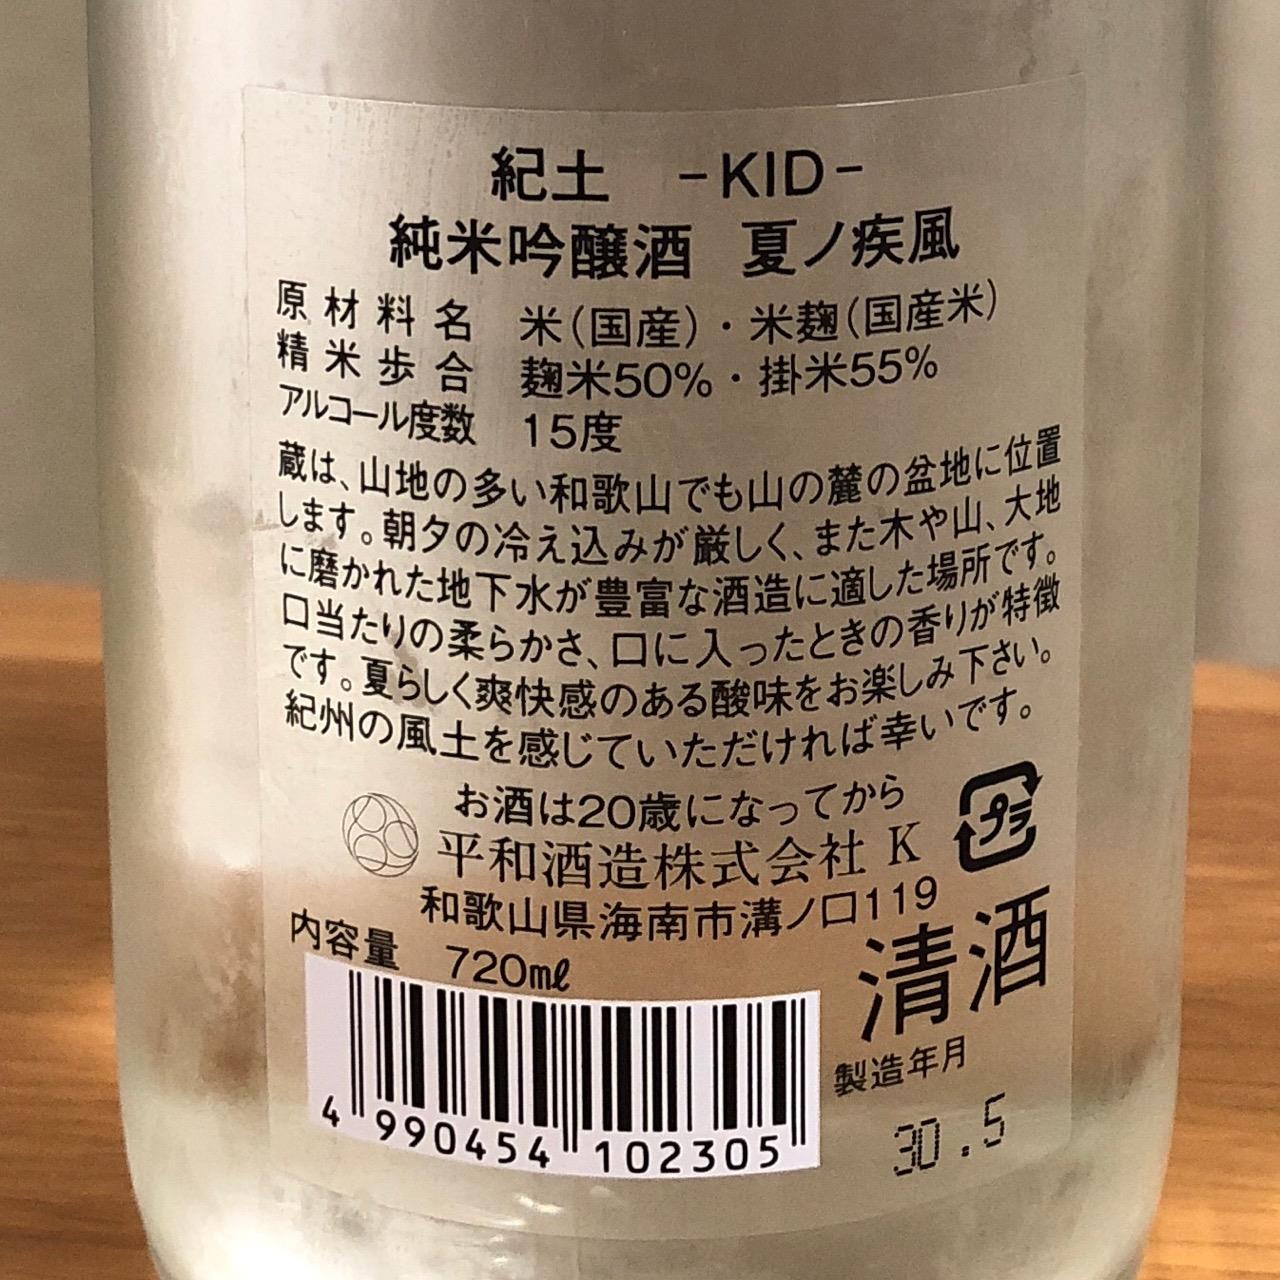 紀土 -KID-
純米吟醸酒 夏ノ疾風
原材料名 米(国産)・米麹(国産米)
精米歩合 麹米50%・掛米55%
アルコール度数 15度
蔵は、山地の多い和歌山でも山の麓の盆地に位置
します。朝夕の冷え込みが厳しく、また木や山、大地
に磨かれた地下水が豊富な酒造に適した場所です。
口当たりの柔らかさ、口に入ったときの香りが特徴
です。夏らしく爽快感のある酸味をお楽しみ下さい。
紀州の風土を感じていただければ幸いです。
お酒は20歳になってから
平和酒造株式会社 K
プラ
和歌山県海南市溝ノ口119
内容量 720mℓ
清酒
製造年月
30.5
4 990454 102305